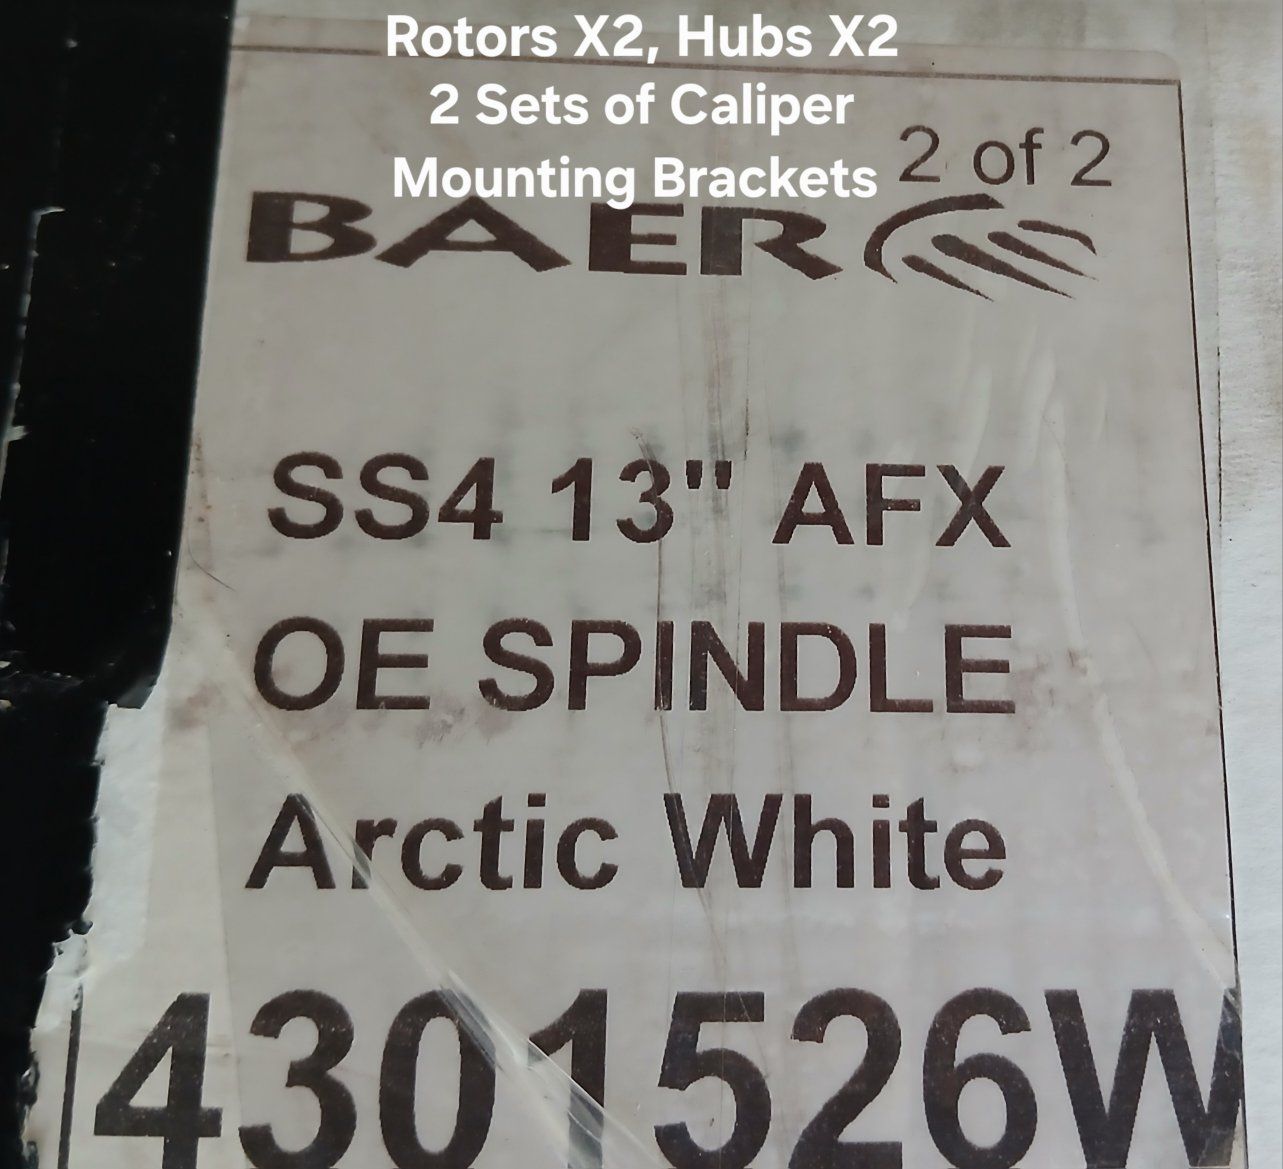 Rotors X2, Hubs X2
2 Sets of Caliper
Mounting Brackets
2 of 2
BAER
SS4 13" AFX
OE SPINDLE
Arctic White
4301526W